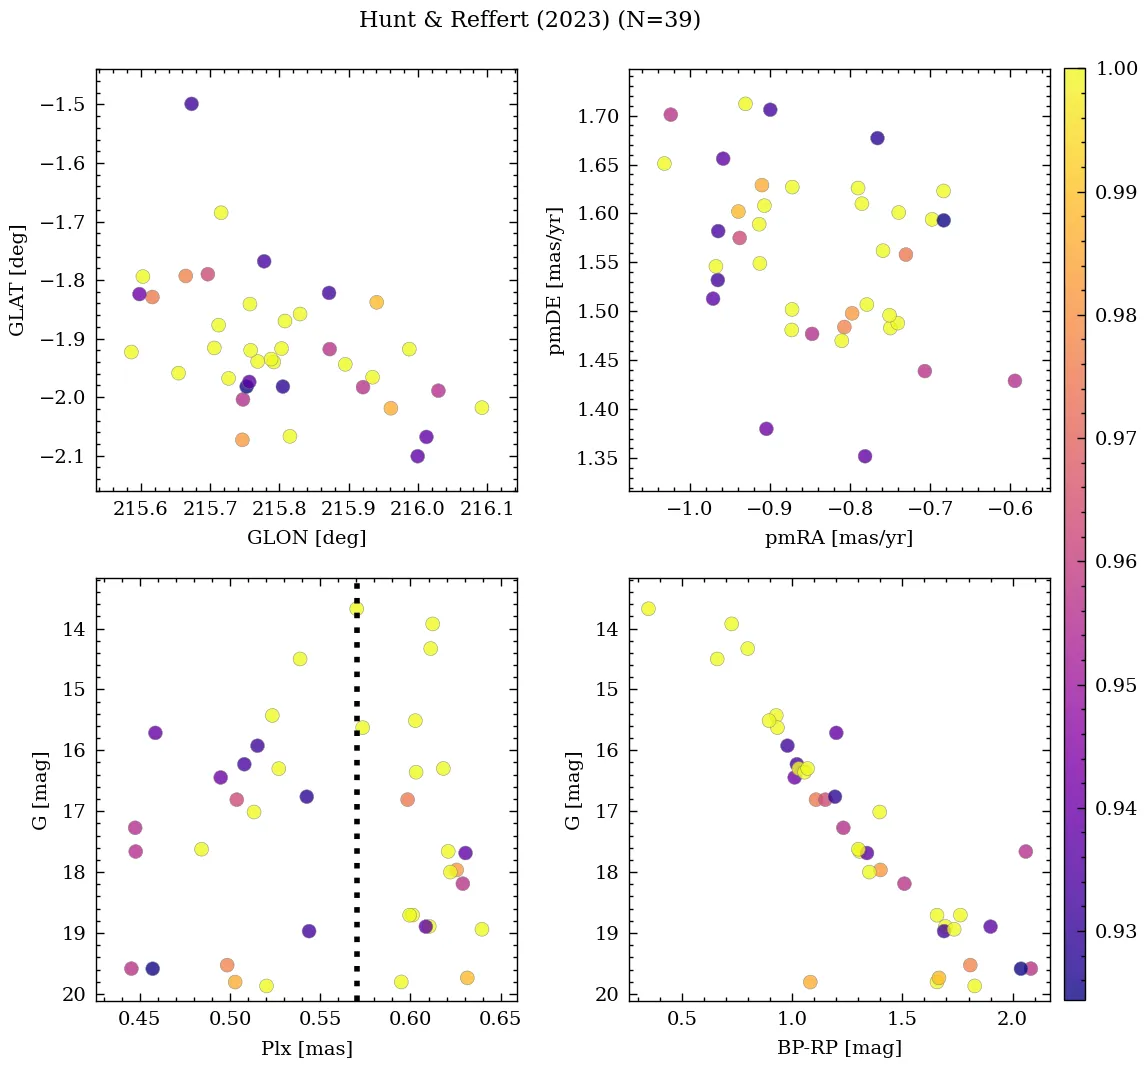 Hunt & Reffert (2023) (N=39)
−1.5
−1.6
−1.7
−1.8
−1.9
−2.0
−2.1
GLAT [deg]
215.6 215.7 215.8 215.9 216.0 216.1
GLON [deg]
1.70
1.65
1.60
1.55
1.50
1.45
1.40
1.35
pmDE [mas/yr]
−1.0 −0.9 −0.8 −0.7 −0.6
pmRA [mas/yr]
14
15
16
17
18
19
20
G [mag]
0.45 0.50 0.55 0.60 0.65
Plx [mas]
14
15
16
17
18
19
20
G [mag]
0.5 1.0 1.5 2.0
BP-RP [mag]
1.00
0.99
0.98
0.97
0.96
0.95
0.94
0.93